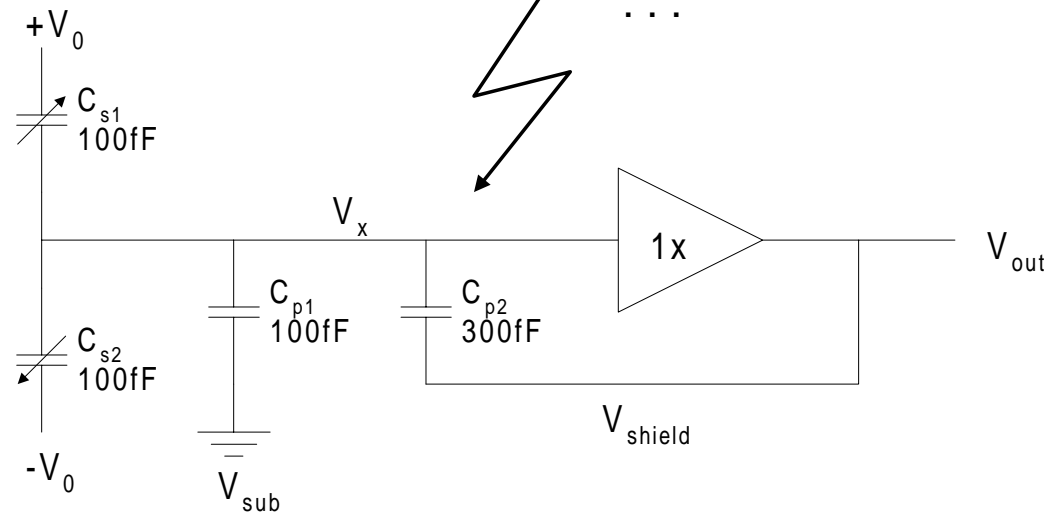 . . .
+V0
Cs1
100fF
Vx
1x
Vout
Cp1
100fF
Cp2
300fF
Cs2
100fF
Vshield
-V0
Vsub